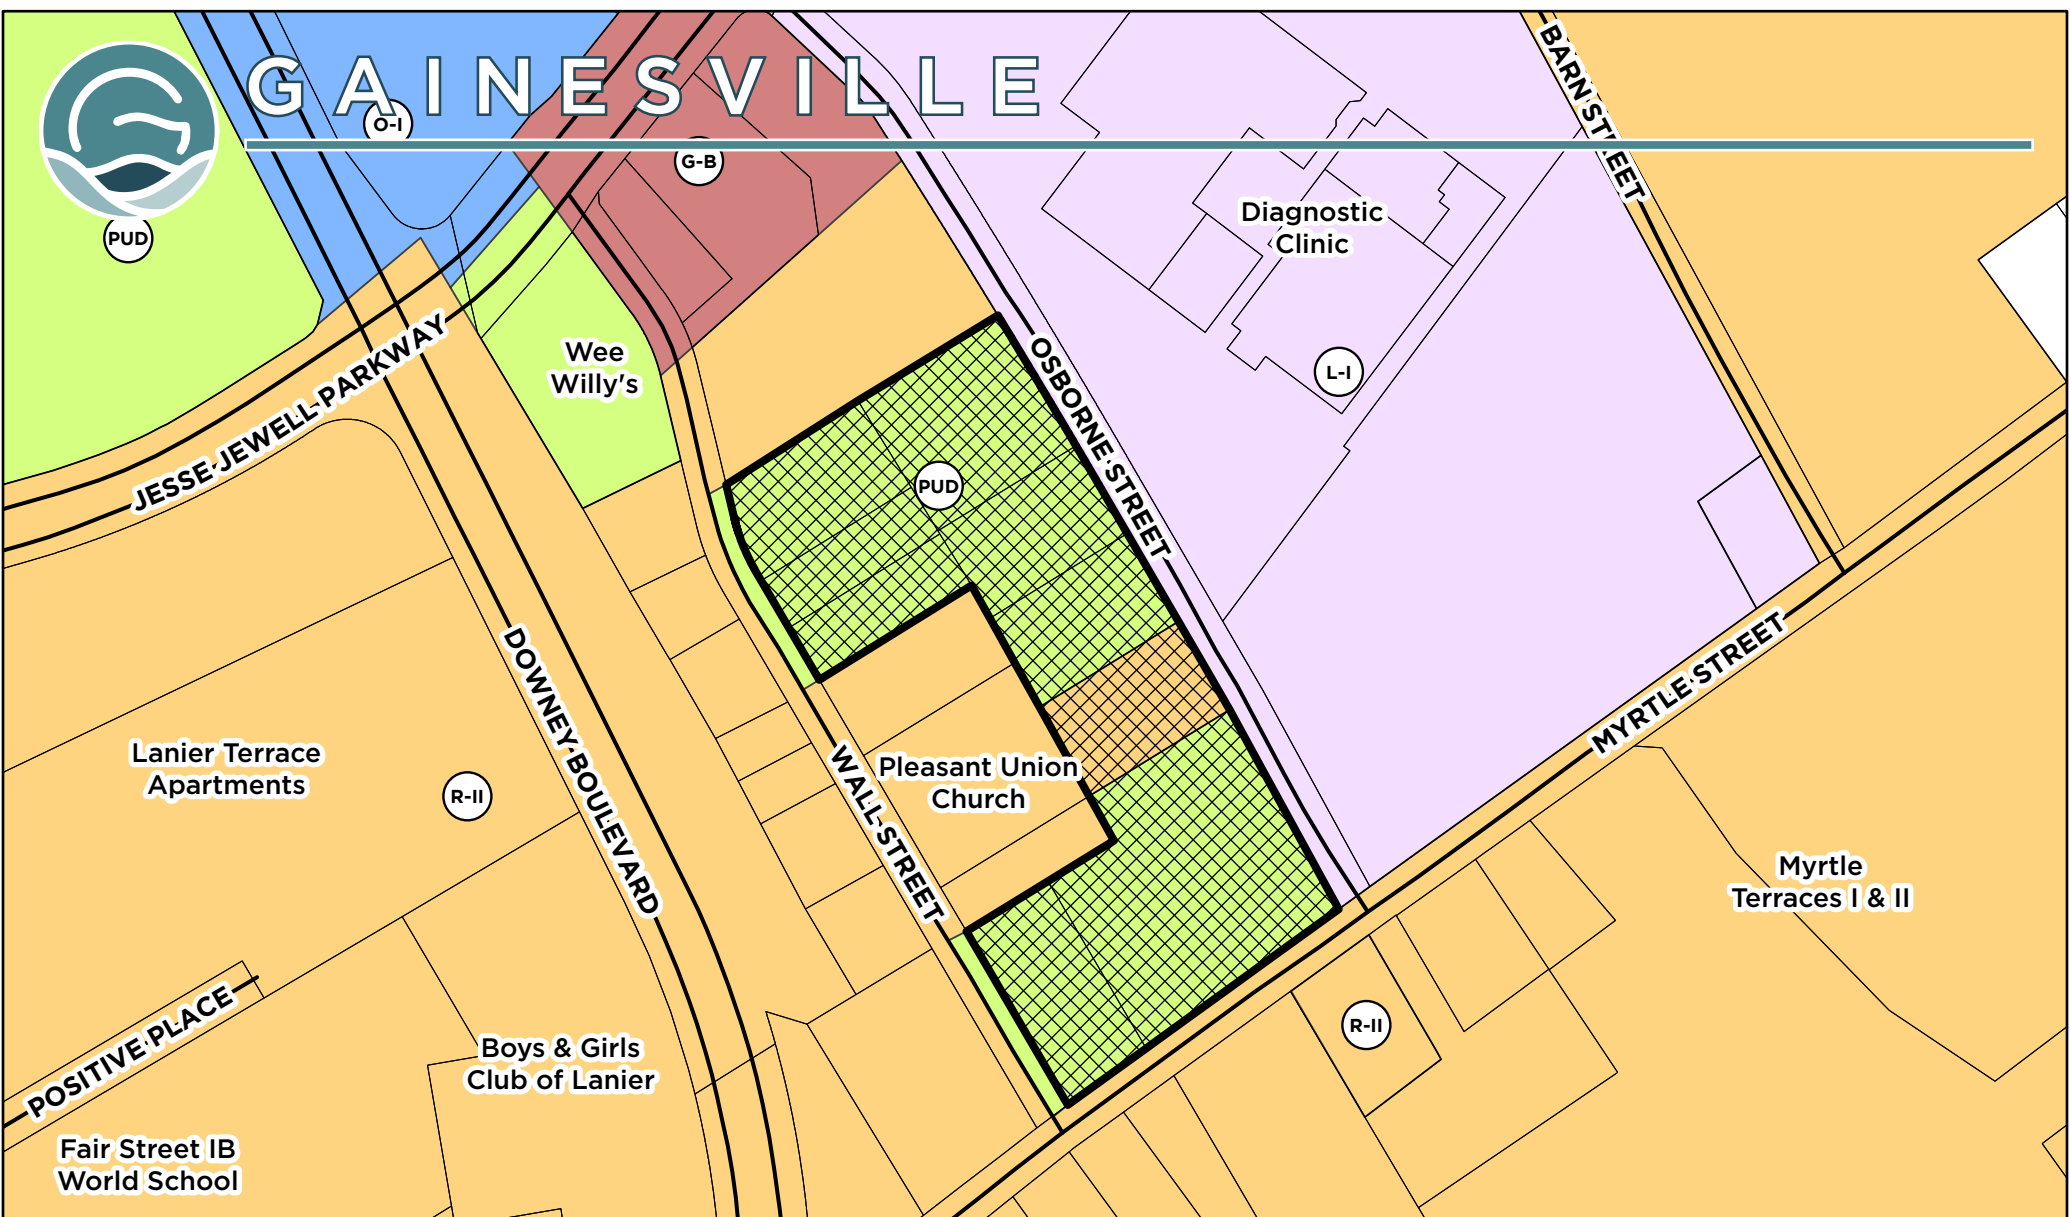 GAINESVILLE
O-I
G-B
PUD
BARN STREET
Diagnostic
Clinic
Wee
Willy's
JESSE JEWELL PARKWAY
OSBORNE STREET
L-I
PUD
DOWNEY BOULEVARD
Lanier Terrace
Apartments
R-II
WALL STREET
Pleasant Union
Church
MYRTLE STREET
Myrtle
Terraces I & II
POSITIVE PLACE
Boys & Girls
Club of Lanier
R-II
Fair Street IB
World School